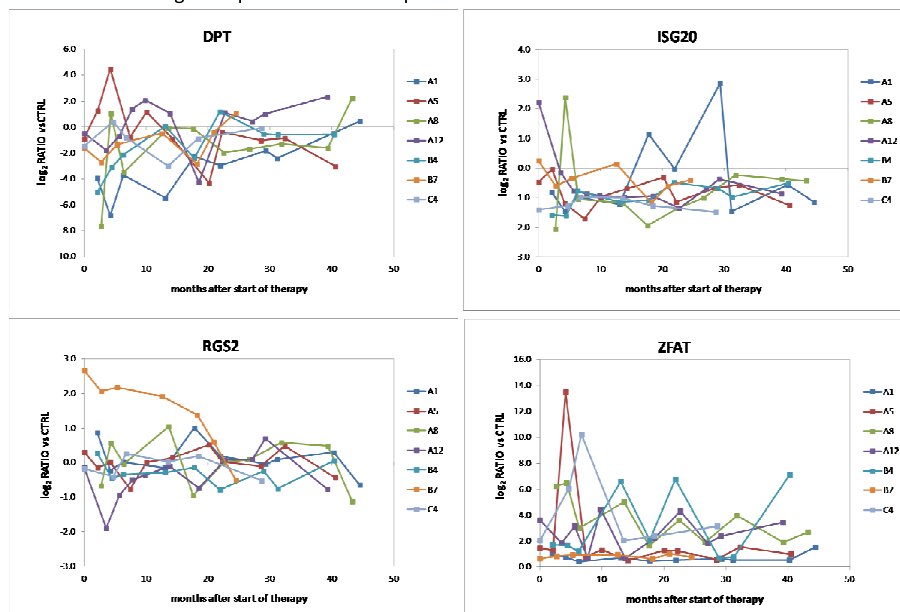 DPT
log2 RATIO vsCTRL
6.0
4.0
2.0
0.0
-2.0
-4.0
-6.0
-8.0
10.0
0 10 20 30 40 50
months after start of therapy
A1
A5
A8
A12
B4
B7
C4
ISG20
log2 RATIO vs CTRL
4.0
3.0
2.0
1.0
0.0
1.0
2.0
3.0
0 10 20 30 40 50
months after start of therapy
A1
A5
A8
A12
B4
B7
C4
RGS2
log2 RATIO vs CTRL
3.0
2.0
1.0
0.0
-1.0
-2.0
-3.0
0 10 20 30 40 50
months after start of therapy
A1
A5
A8
A12
B4
B7
C4
ZFAT
log2 RATIO vs CTRL
16.0
14.0
12.0
10.0
8.0
6.0
4.0
2.0
0.0
0 10 20 30 40 50
months after start of therapy
A1
A5
A8
A12
B4
B7
C4